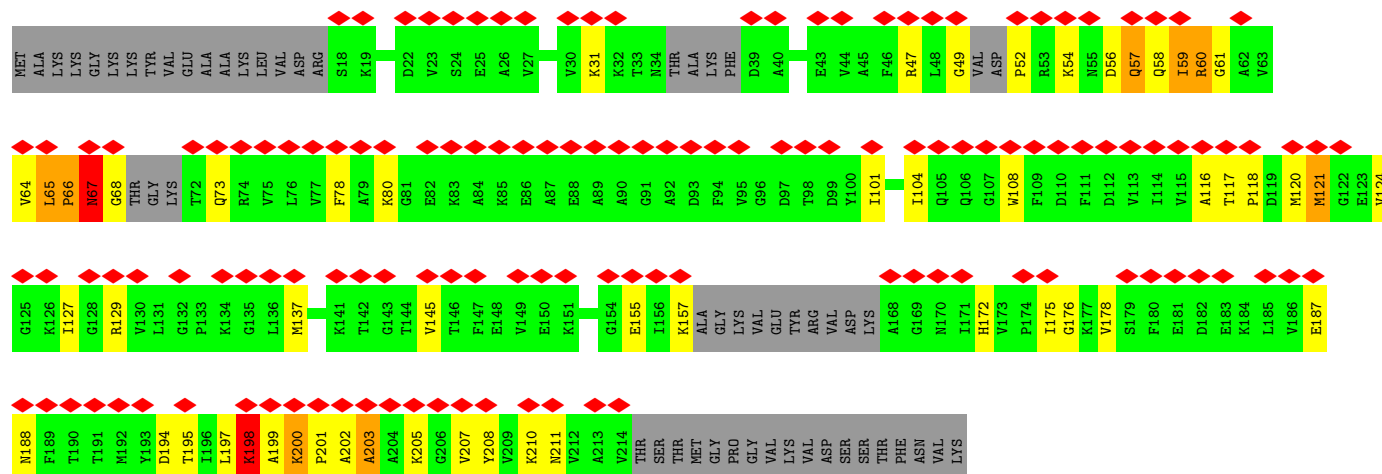 MET ALA LYS LYS GLY LYS LYS TYR VAL GLU ALA ALA LYS LEU VAL ASP ARG S18 K19 D22 V23 S24 E25 A26 V27 V30 K31 K32 T33 N34 THR ALA LYS PHE D39 A40 E43 V44 A45 F46 R47 L48 G49 VAL ASP P52 R53 K54 N55 D56 Q57 Q58 I59 R60 G61 A62 V63
V64 L65 P66 N67 G68 THR GLY LYS T72 Q73 R74 V75 L76 V77 F78 A79 K80 G81 E82 K83 A84 K85 E86 A87 E88 A89 A90 G91 A92 D93 F94 V95 G96 D97 T98 D99 Y100 I101 I104 Q105 Q106 G107 W108 F109 D110 F111 D112 V113 I114 V115 A116 T117 P118 D119 M120 M121 G122 E123 V124
G125 K126 I127 G128 R129 V130 L131 G132 P133 K134 G135 L136 M137 K141 T142 G143 T144 V145 T146 F147 E148 V149 E150 K151 G154 E155 I156 K157 ALA GLY LYS VAL GLU TYR ARG VAL ASP LYS A168 G169 N170 I171 H172 V173 P174 I175 G176 K177 V178 S179 F180 E181 D182 E183 K184 L185 V186 E187
N188 F189 T190 T191 M192 Y193 D194 T195 I196 L197 K198 A199 K200 P201 A202 A203 A204 K205 G206 V207 Y208 V209 K210 N211 V212 A213 V214 THR SER THR MET GLY PRO GLY VAL LYS VAL ASP SER SER THR PHE ASN VAL LYS